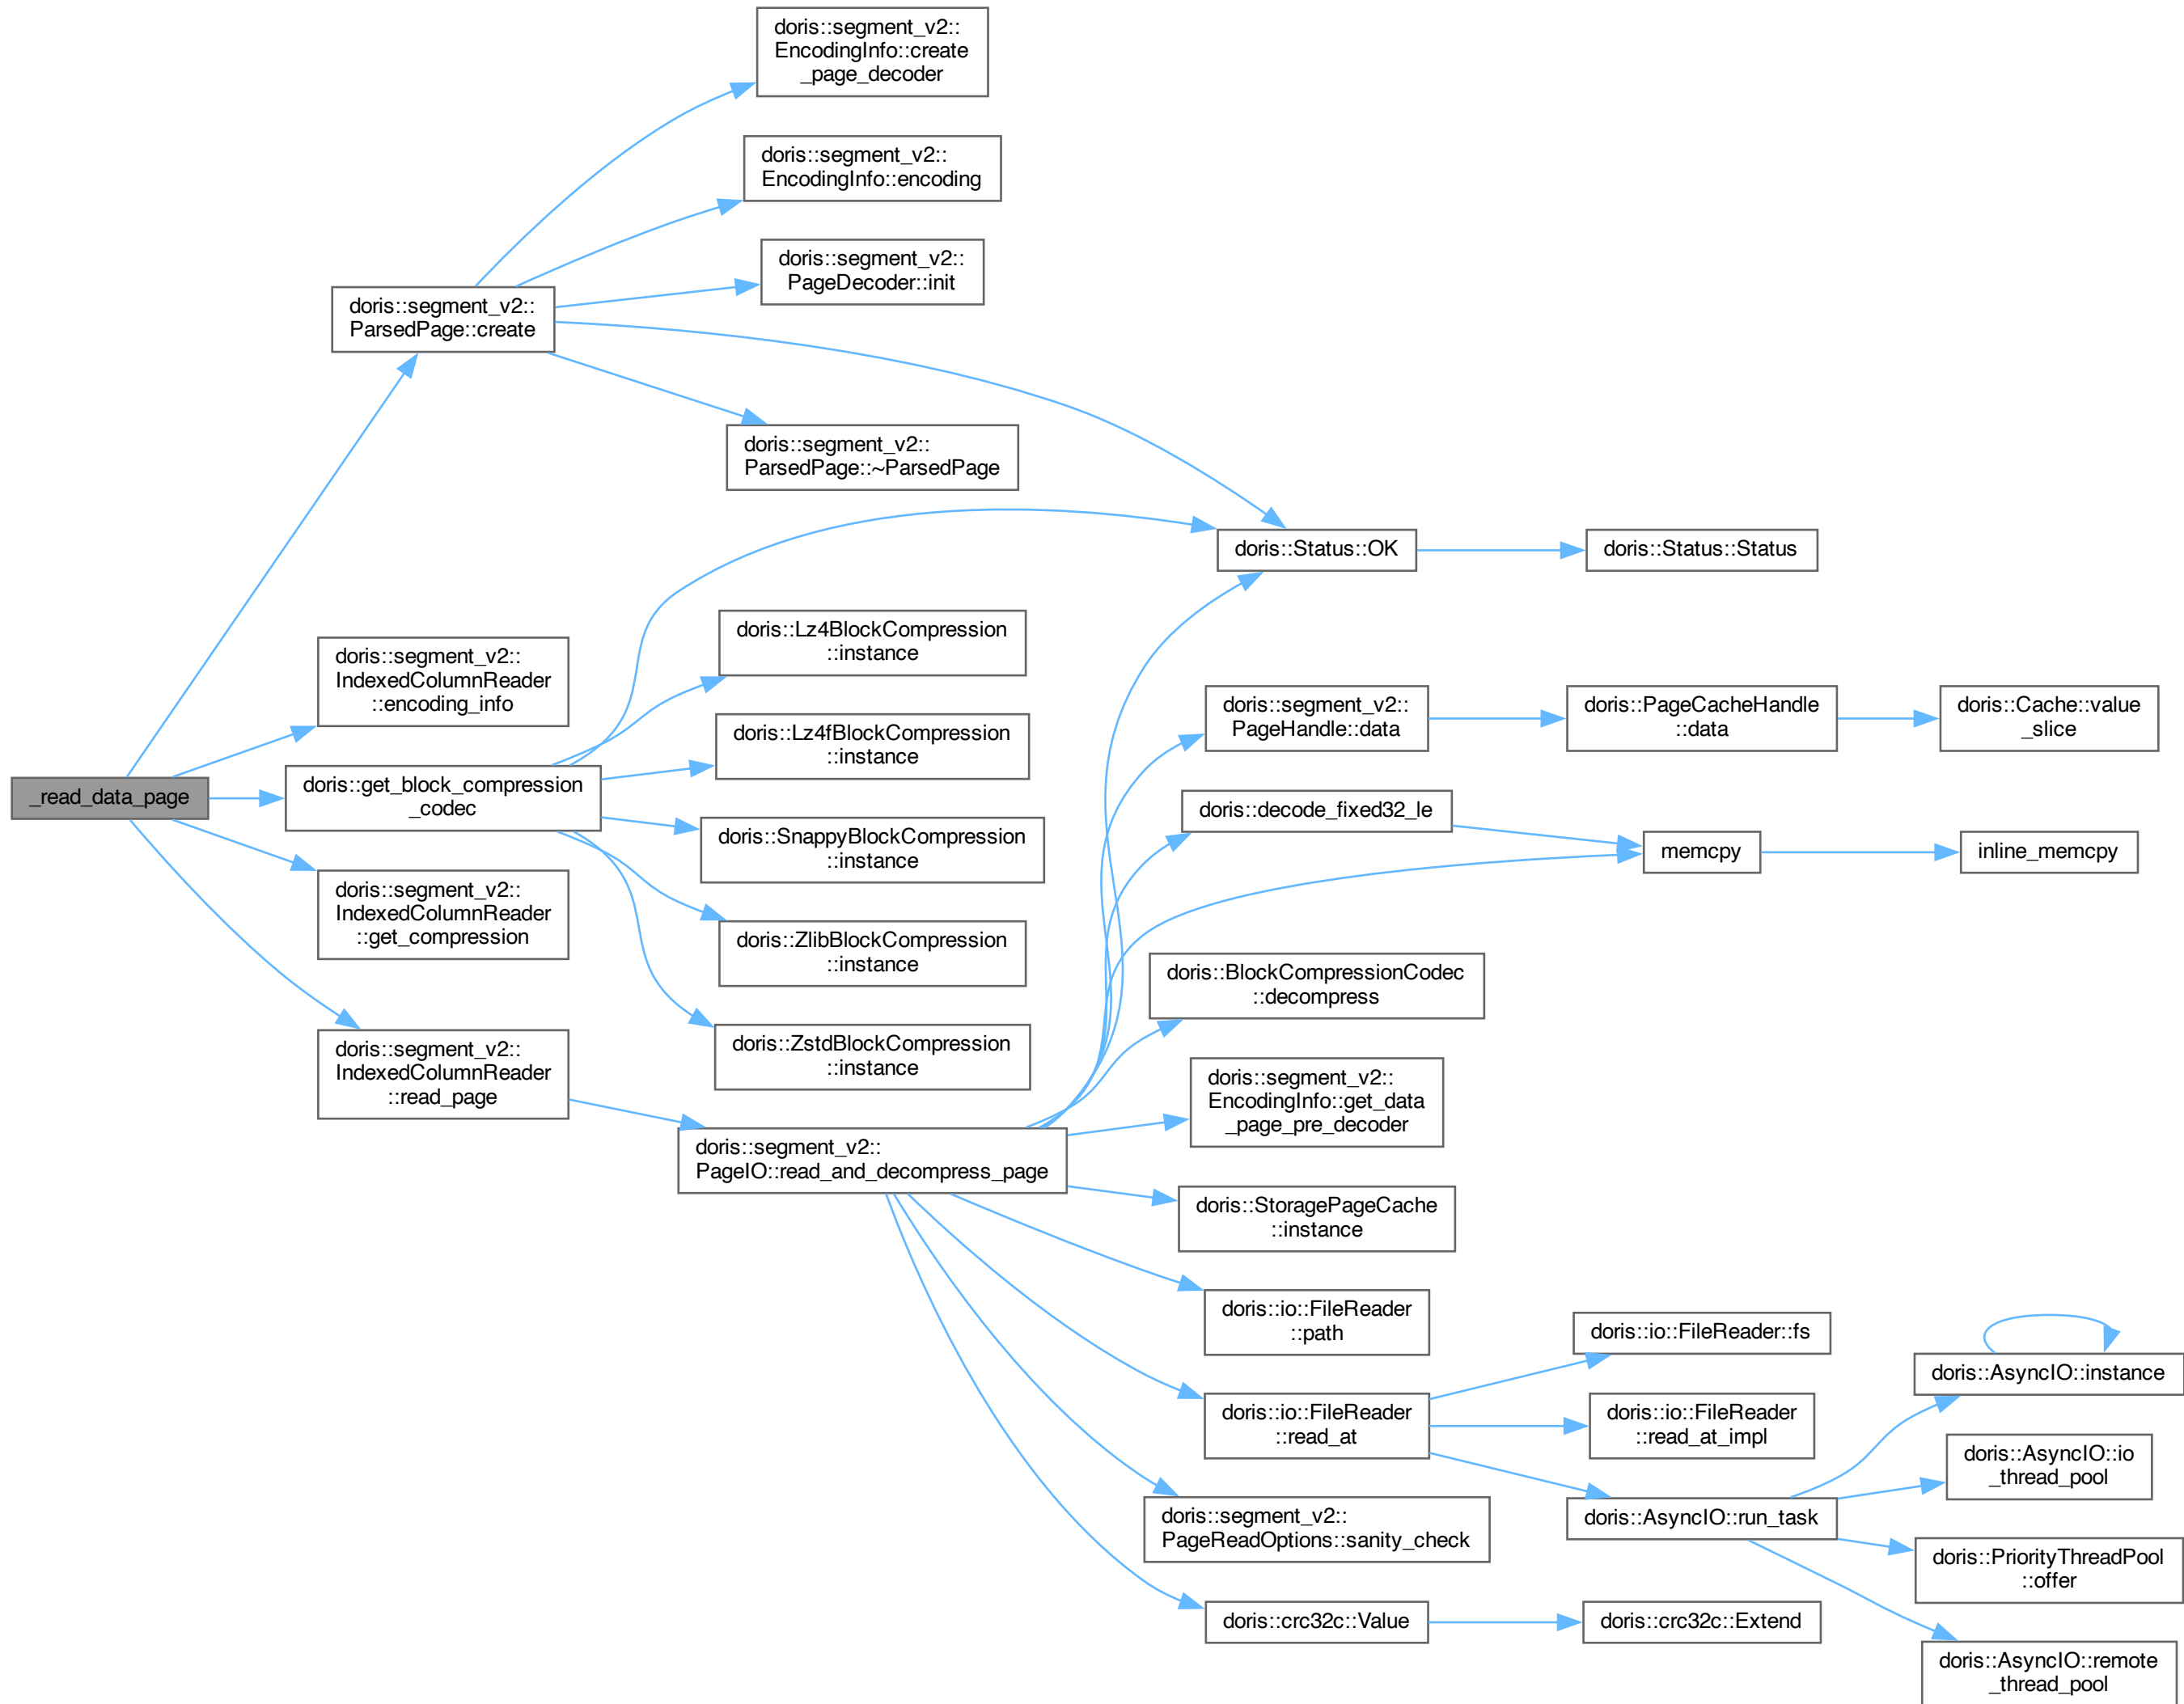 doris::segment_v2::
EncodingInfo::create
_page_decoder
doris::segment_v2::
EncodingInfo::encoding
doris::segment_v2::
PageDecoder::init
doris::segment_v2::
ParsedPage::create
doris::segment_v2::
ParsedPage::~ParsedPage
doris::Status::OK
doris::Status::Status
doris::segment_v2::
IndexedColumnReader
::encoding_info
doris::Lz4BlockCompression
::instance
doris::Lz4fBlockCompression
::instance
doris::segment_v2::
PageHandle::data
doris::PageCacheHandle
::data
doris::Cache::value
_slice
_read_data_page
doris::get_block_compression
_codec
doris::SnappyBlockCompression
::instance
doris::decode_fixed32_le
memcpy
inline_memcpy
doris::segment_v2::
IndexedColumnReader
::get_compression
doris::ZlibBlockCompression
::instance
doris::BlockCompressionCodec
::decompress
doris::segment_v2::
IndexedColumnReader
::read_page
doris::ZstdBlockCompression
::instance
doris::segment_v2::
EncodingInfo::get_data
_page_pre_decoder
doris::segment_v2::
PageIO::read_and_decompress_page
doris::StoragePageCache
::instance
doris::io::FileReader
::path
doris::io::FileReader::fs
doris::AsyncIO::instance
doris::io::FileReader
::read_at
doris::io::FileReader
::read_at_impl
doris::AsyncIO::io
_thread_pool
doris::segment_v2::
PageReadOptions::sanity_check
doris::AsyncIO::run_task
doris::PriorityThreadPool
::offer
doris::crc32c::Value
doris::crc32c::Extend
doris::AsyncIO::remote
_thread_pool